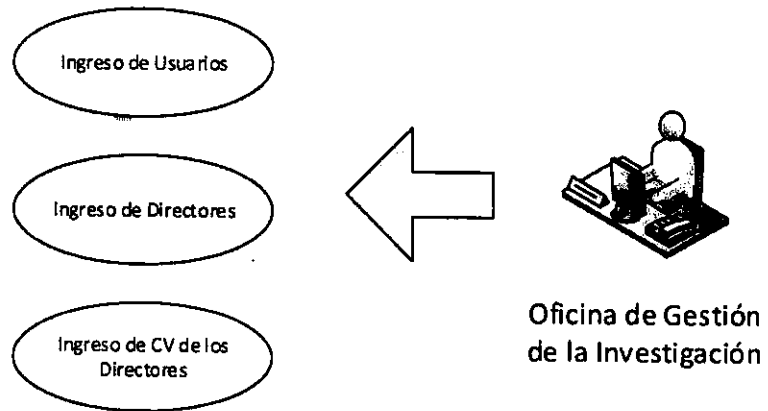 Ingreso de Usuarios
Ingreso de Directores
Ingreso de CV de los
Directores
Oficina de Gestión
de la Investigación